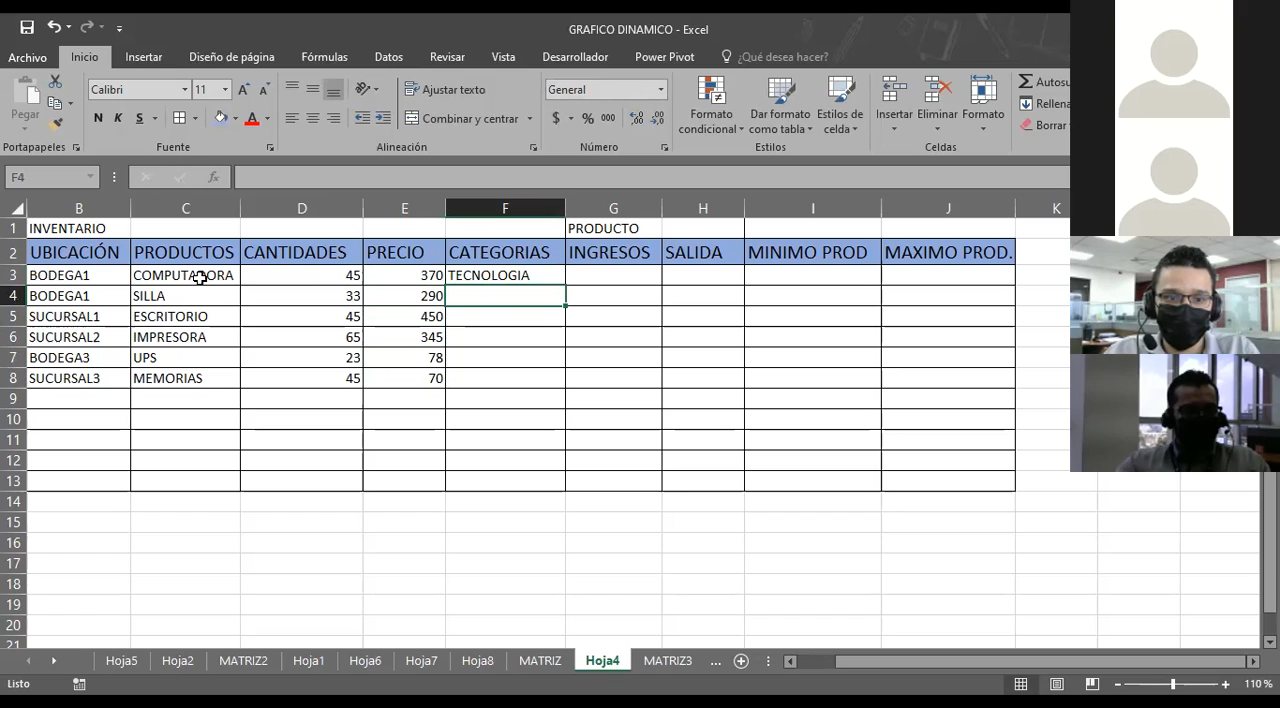 GRAFICO DINAMICO - Excel
Archivo Inicio Insertar Diseño de página Fórmulas Datos Revisar Vista Desarrollador Power Pivot ¿Qué desea hacer?
Pegar
Calibri 11
N K S
Ajustar texto
Combinar y centrar
General
$ % 000
Formato condicional
Dar formato como tabla
Estilos de celda
Insertar Eliminar Formato
Autosu
Rellena
Borrar
Portapapeles Fuente Alineación Número Estilos Celdas
F4
B C D E F G H I J K
1 INVENTARIO PRODUCTO
2 UBICACIÓN PRODUCTOS CANTIDADES PRECIO CATEGORIAS INGRESOS SALIDA MINIMO PROD MAXIMO PROD.
3 BODEGA1 COMPUTADORA 45 370 TECNOLOGIA
4 BODEGA1 SILLA 33 290
5 SUCURSAL1 ESCRITORIO 45 450
6 SUCURSAL2 IMPRESORA 65 345
7 BODEGA3 UPS 23 78
8 SUCURSAL3 MEMORIAS 45 70
9
10
11
12
13
14
15
16
17
18
19
20
21
Hoja5 Hoja2 MATRIZ2 Hoja1 Hoja6 Hoja7 Hoja8 MATRIZ Hoja4 MATRIZ3 ...
Listo 110 %